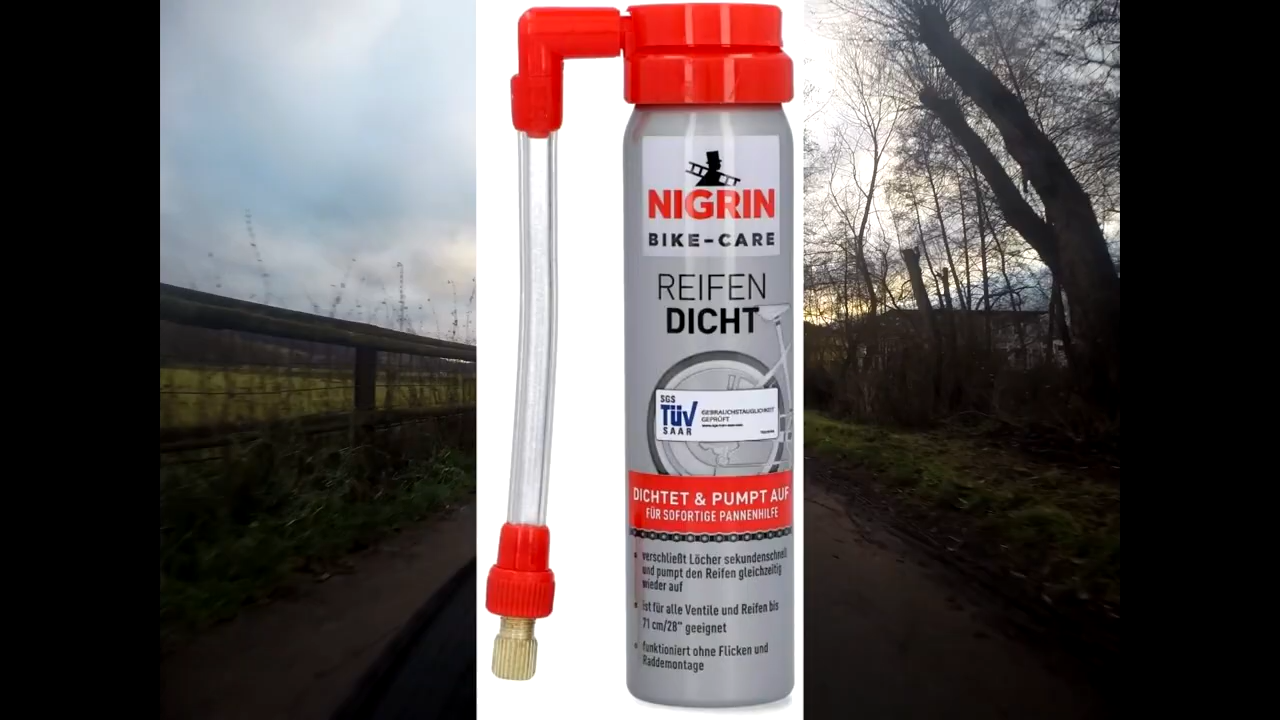 NIGRIN
BIKE-CARE
REIFEN
DICHT
SGS
TÜV
SAAR
GEBRAUCHSTAUGLICHKEIT
GEPRÜFT
DICHTET & PUMPT AUF
FÜR SOFORTIGE PANNENHILFE
verschließt Löcher sekundenschnell
und pumpt den Reifen gleichzeitig
wieder auf
ist für alle Ventile und Reifen bis
71 cm/28" geeignet
funktioniert ohne Flicken und
Raddemontage